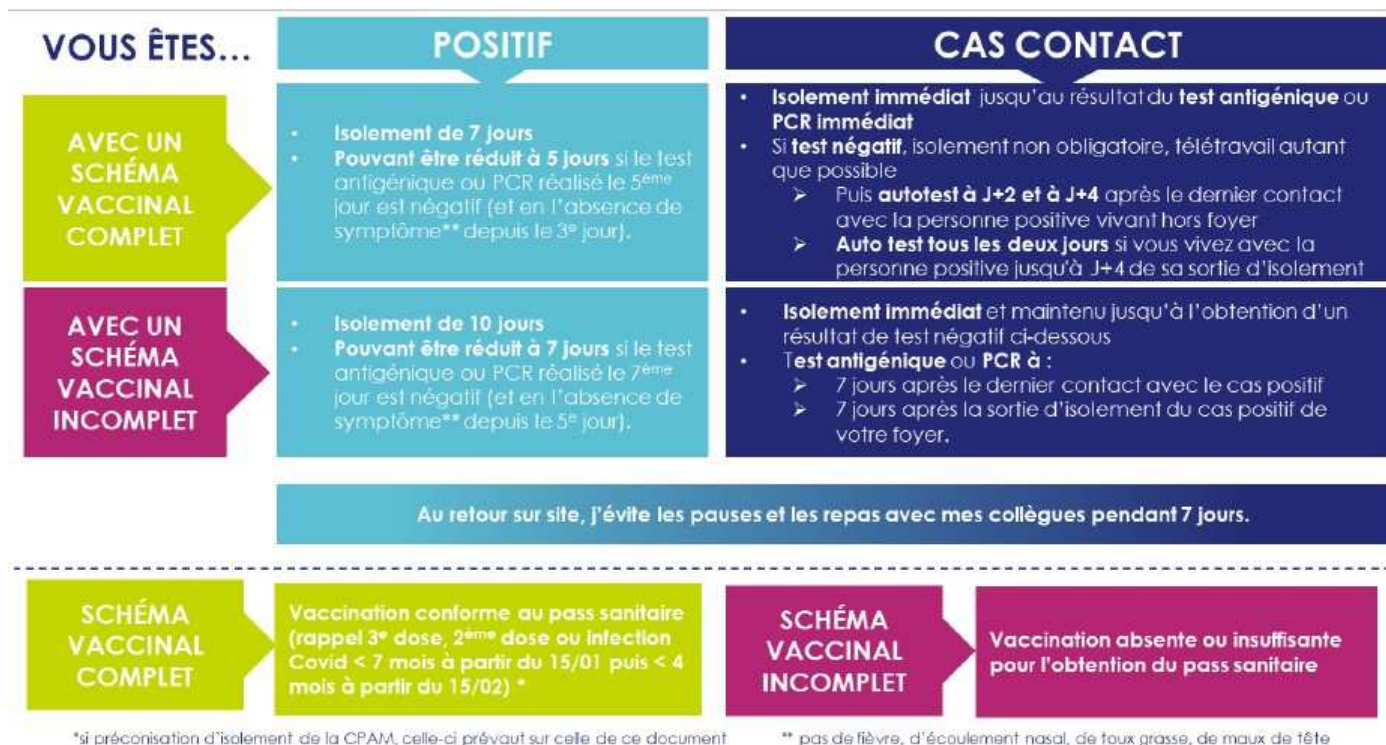 VOUS ÊTES...
POSITIF
CAS CONTACT
AVEC UN
SCHÉMA
VACCINAL
COMPLET
• Isolement de 7 jours
• Pouvant être réduit à 5 jours si le test
antigénique ou PCR réalisé le 5ème
jour est négatif (et en l'absence de
symptôme** depuis le 3e jour).
• Isolement immédiat jusqu'au résultat du test antigénique ou
PCR immédiat
• Si test négatif, isolement non obligatoire, télétravail autant
que possible
➢ Puis autotest à J+2 et à J+4 après le dernier contact
avec la personne positive vivant hors foyer
➢ Auto test tous les deux jours si vous vivez avec la
personne positive jusqu'à J+4 de sa sortie d'isolement
AVEC UN
SCHÉMA
VACCINAL
INCOMPLET
• Isolement de 10 jours
• Pouvant être réduit à 7 jours si le test
antigénique ou PCR réalisé le 7ème
jour est négatif (et en l'absence de
symptôme** depuis le 5e jour).
• Isolement immédiat et maintenu jusqu'à l'obtention d'un
résultat de test négatif ci-dessous
• Test antigénique ou PCR à :
➢ 7 jours après le dernier contact avec le cas positif
➢ 7 jours après la sortie d'isolement du cas positif de
votre foyer.
Au retour sur site, j'évite les pauses et les repas avec mes collègues pendant 7 jours.
SCHÉMA
VACCINAL
COMPLET
Vaccination conforme au pass sanitaire
(rappel 3e dose, 2ème dose ou infection
Covid < 7 mois à partir du 15/01 puis < 4
mois à partir du 15/02) *
SCHÉMA
VACCINAL
INCOMPLET
Vaccination absente ou insuffisante
pour l'obtention du pass sanitaire
*si préconisation d'isolement de la CPAM, celle-ci prévaut sur celle de ce document
** pas de fièvre, d'écoulement nasal, de toux grasse, de maux de tête